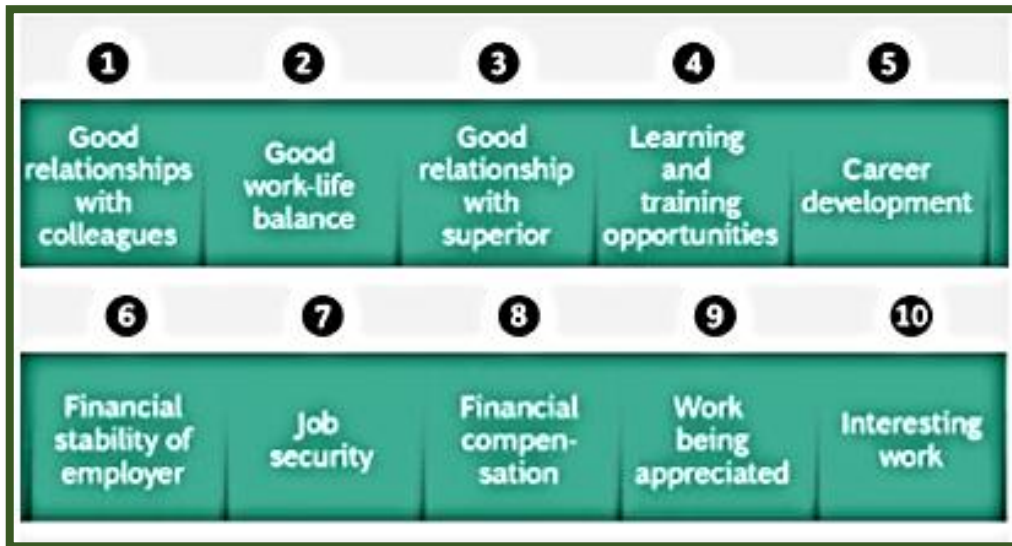 1 2 3 4 5
Good
relationships
with
colleagues
Good
work-life
balance
Good
relationship
with
superior
Learning
and
training
opportunities
Career
development
6 7 8 9 10
Financial
stability of
employer
Job
security
Financial
compen-
sation
Work
being
appreciated
Interesting
work